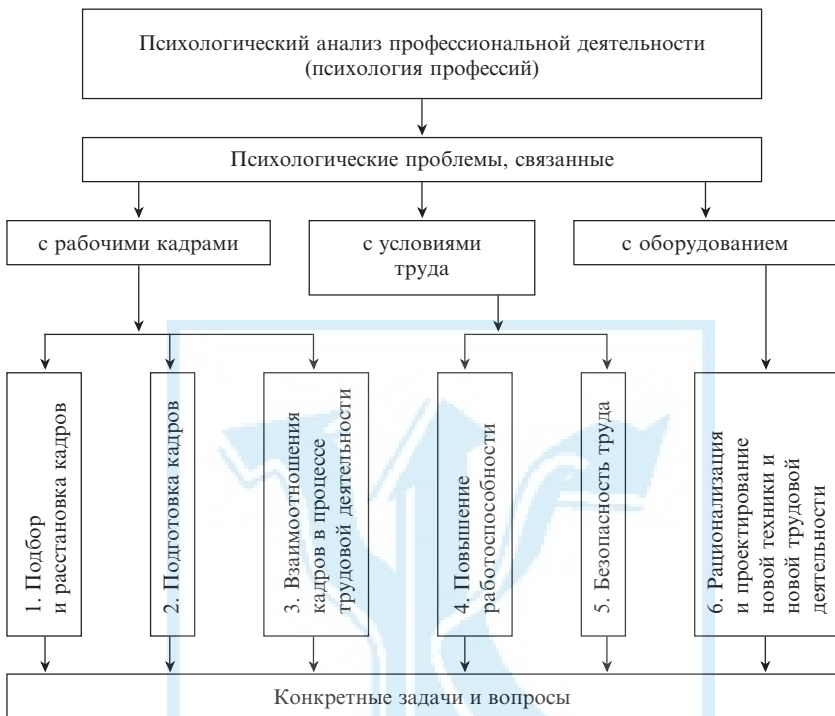 Психологический анализ профессиональной деятельности
(психология профессий)
Психологические проблемы, связанные
с рабочими кадрами
с условиями
труда
с оборудованием
1. Подбор
и расстановка кадров
2. Подготовка кадров
3. Взаимоотношения
кадров в процессе
трудовой деятельности
4. Повышение
работоспособности
5. Безопасность труда
6. Рационализация
и проектирование
новой техники и
новой трудовой
деятельности
Конкретные задачи и вопросы